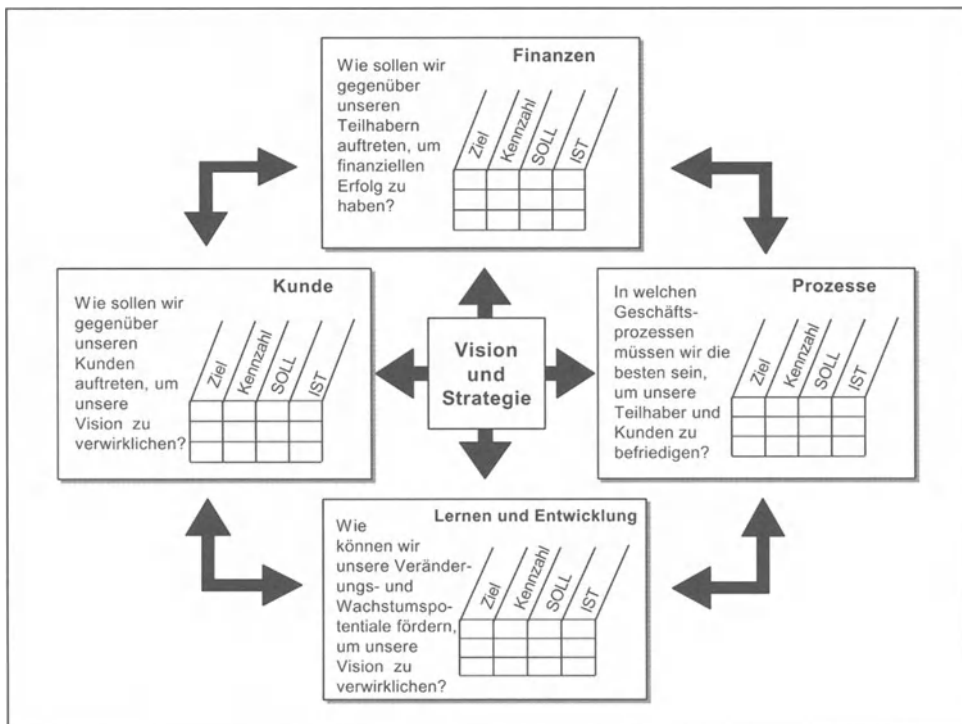 Finanzen
Wie sollen wir
gegenüber
unseren
Teilhabern
auftreten, um
finanziellen
Erfolg zu
haben?
Ziel
Kennzahl
SOLL
IST
Kunde
Wie sollen wir
gegenüber
unseren
Kunden
auftreten, um
unsere
Vision zu
verwirklichen?
Ziel
Kennzahl
SOLL
IST
Vision
und
Strategie
Prozesse
In welchen
Geschäfts-
prozessen
müssen wir die
besten sein,
um unsere
Teilhaber und
Kunden zu
befriedigen?
Ziel
Kennzahl
SOLL
IST
Lernen und Entwicklung
Wie
können wir
unsere Veränder-
ungs- und
Wachstumspo-
tentiale fördern,
um unsere
Vision zu
verwirklichen?
Ziel
Kennzahl
SOLL
IST